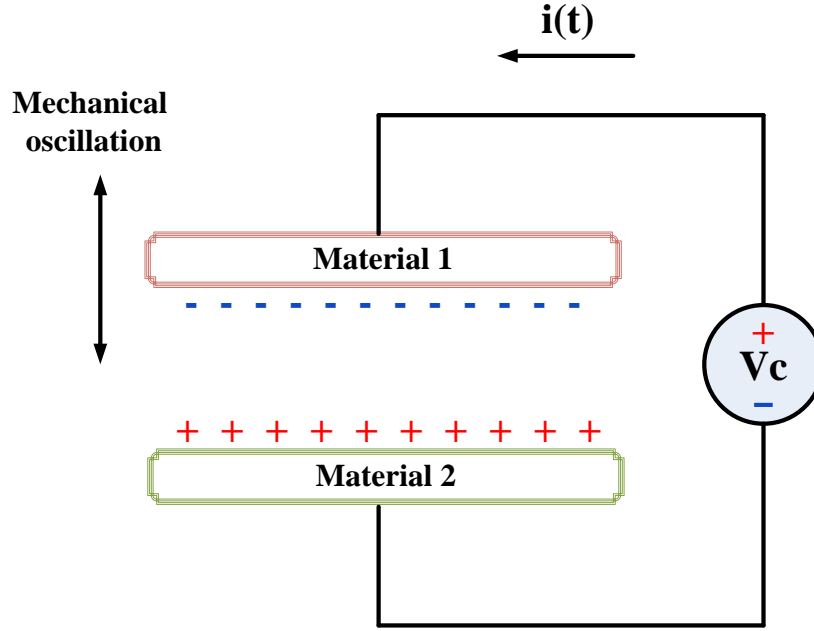 i(t)
Mechanical
oscillation
Material 1
- - - - - - - - - - - -
+
Vc
-
+ + + + + + + + + +
Material 2